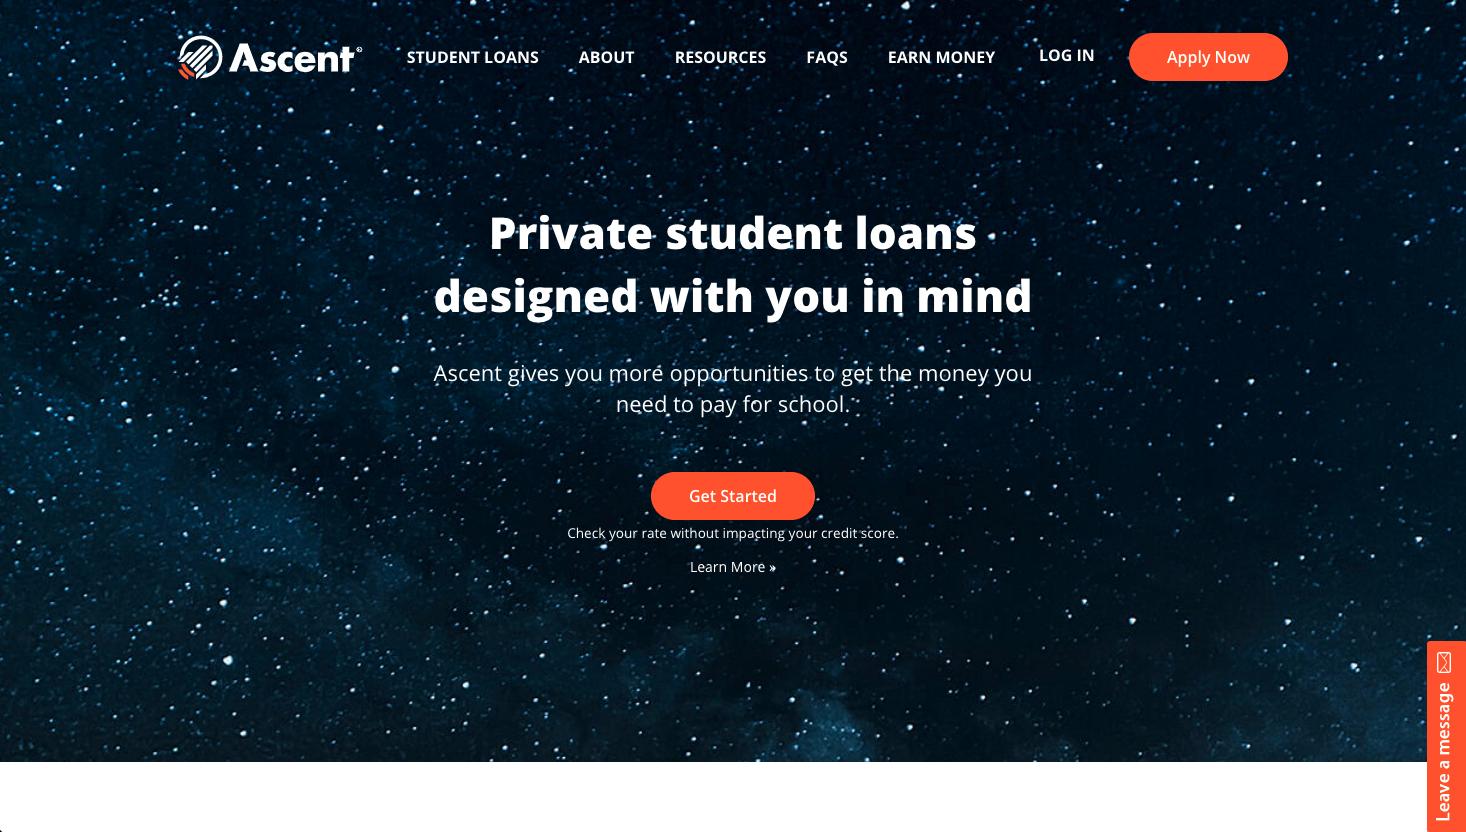 Ascent®
STUDENT LOANS
ABOUT
RESOURCES
FAQS
EARN MONEY
LOG IN
Apply Now
Private student loans
designed with you in mind
Ascent gives you more opportunities to get the money you
need to pay for school.
Get Started
Check your rate without impacting your credit score.
Learn More »
Leave a message